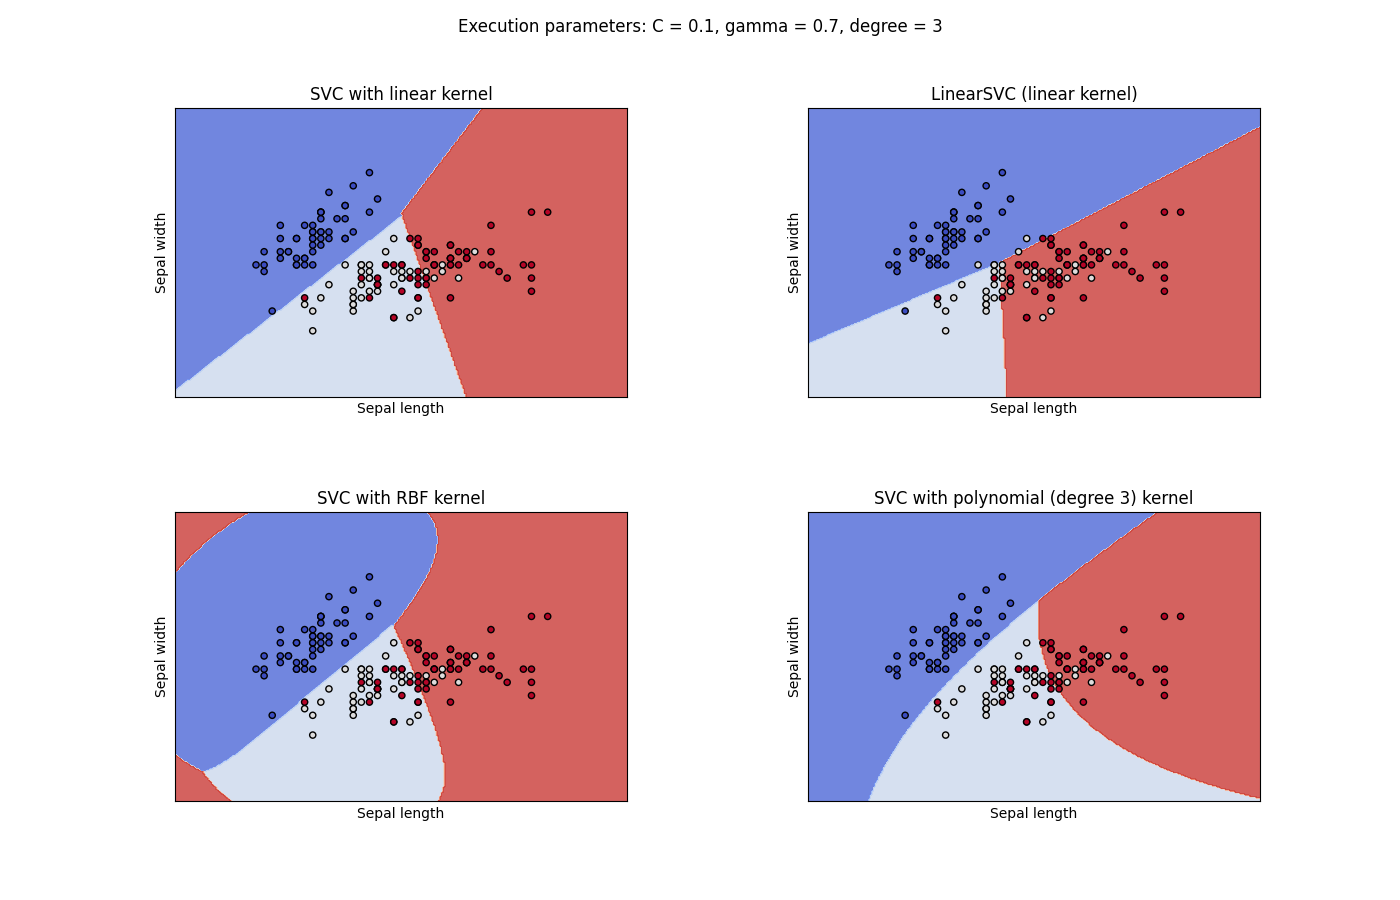 Execution parameters: C = 0.1, gamma = 0.7, degree = 3
SVC with linear kernel
Sepal width
Sepal length
LinearSVC (linear kernel)
Sepal width
Sepal length
SVC with RBF kernel
Sepal width
Sepal length
SVC with polynomial (degree 3) kernel
Sepal width
Sepal length